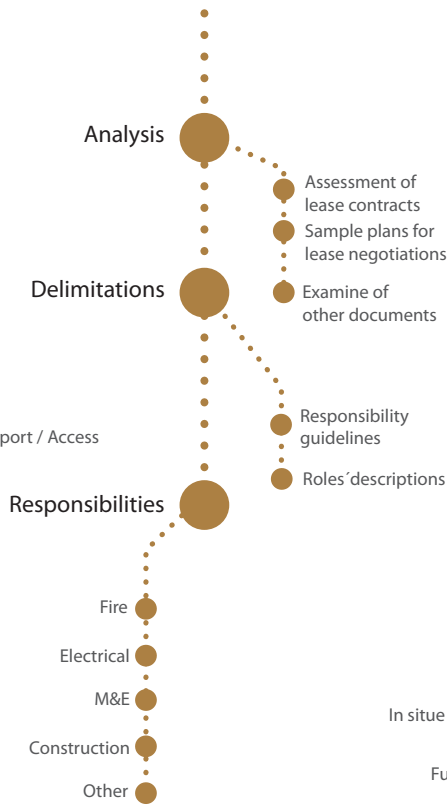 Analysis
Assessment of
lease contracts
Sample plans for
lease negotiations
Examine of
other documents
Delimitations
Responsibility
guidelines
Roles´descriptions
port / Access
Responsibilities
Fire
Electrical
M&E
Construction
Other
In situe
Fu